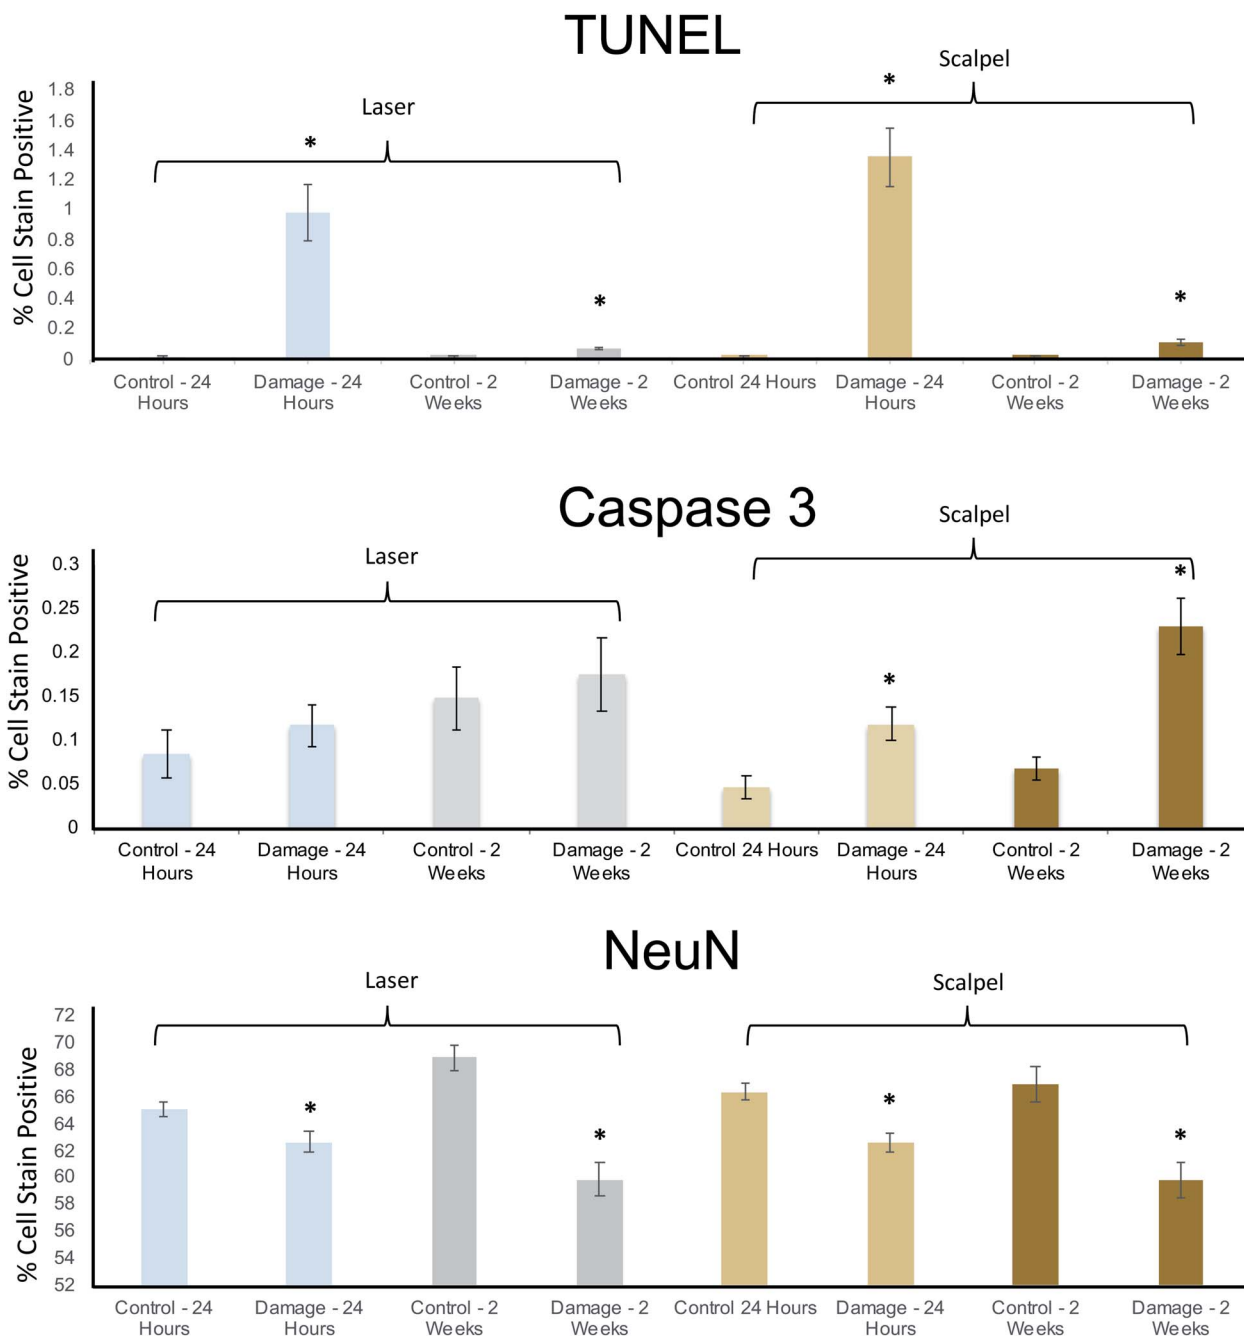 TUNEL
Scalpel
Laser
*
*
*
*
% Cell Stain Positive
1.8
1.6
1.4
1.2
1
0.8
0.6
0.4
0.2
0
Control - 24
Hours
Damage - 24
Hours
Control - 2
Weeks
Damage - 2
Weeks
Control 24 Hours
Damage - 24
Hours
Control - 2
Weeks
Damage - 2
Weeks
Caspase 3
Scalpel
Laser
*
*
% Cell Stain Positive
0.3
0.25
0.2
0.15
0.1
0.05
0
Control - 24
Hours
Damage - 24
Hours
Control - 2
Weeks
Damage - 2
Weeks
Control 24 Hours
Damage - 24
Hours
Control - 2
Weeks
Damage - 2
Weeks
NeuN
Laser
Scalpel
*
*
*
*
% Cell Stain Positive
72
70
68
66
64
62
60
58
56
54
52
Control - 24
Hours
Damage - 24
Hours
Control - 2
Weeks
Damage - 2
Weeks
Control 24 Hours
Damage - 24
Hours
Control - 2
Weeks
Damage - 2
Weeks